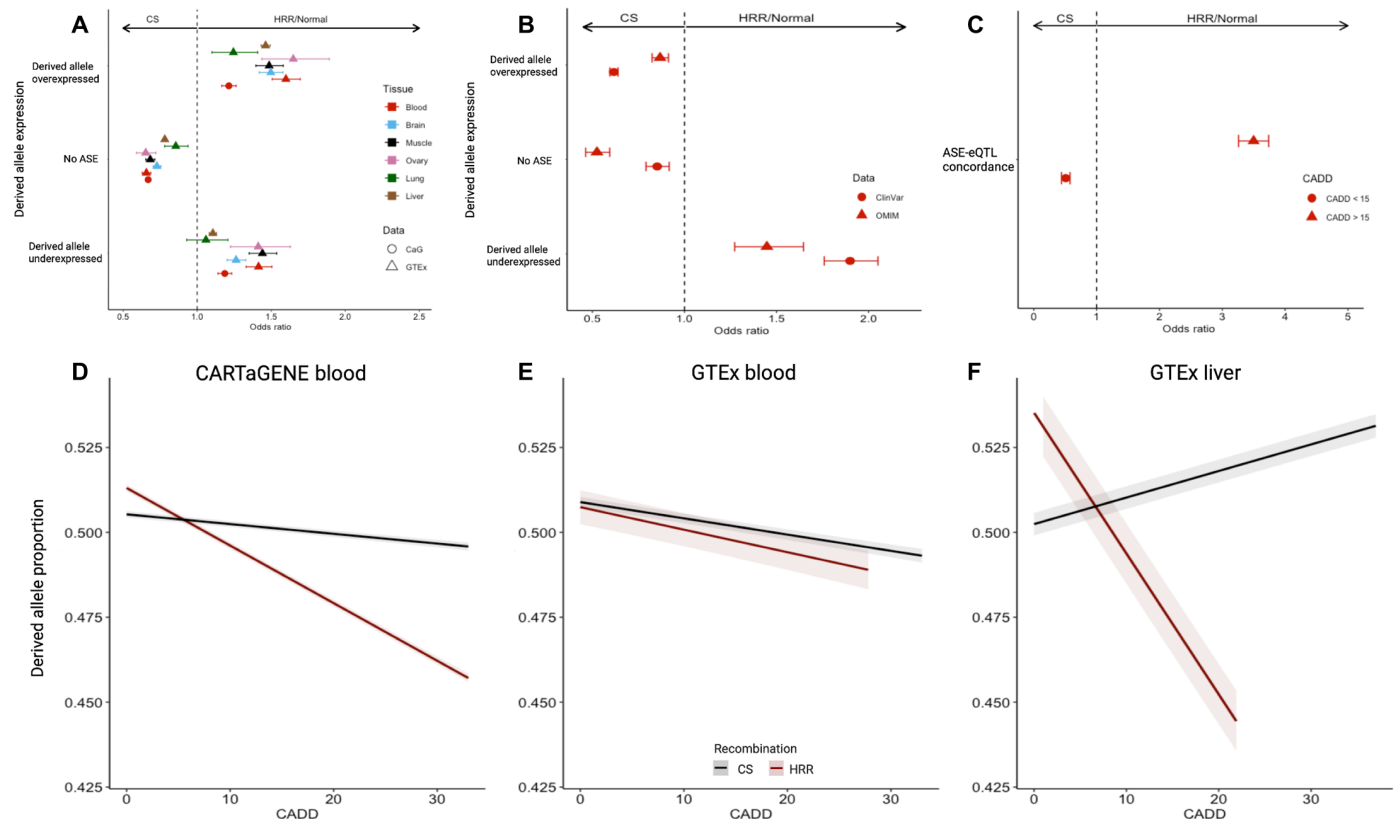 A
CS
HRR/Normal
Derived allele expression
Derived allele
overexpressed
No ASE
Derived allele
underexpressed
0.5
1.0
1.5
2.0
2.5
Odds ratio
Tissue
Blood
Brain
Muscle
Ovary
Lung
Liver
Data
CaG
GTEx
B
CS
HRR/Normal
Derived allele expression
Derived allele
overexpressed
No ASE
Derived allele
underexpressed
0.5
1.0
1.5
2.0
Odds ratio
Data
ClinVar
OMIM
C
CS
HRR/Normal
ASE-eQTL
concordance
0
1
2
3
4
5
Odds ratio
CADD
CADD < 15
CADD > 15
D
CARTaGENE blood
Derived allele proportion
0.525
0.500
0.475
0.450
0.425
0
10
20
30
CADD
E
GTEx blood
0.525
0.500
0.475
0.450
0.425
0
10
20
30
CADD
Recombination
CS
HRR
F
GTEx liver
0.525
0.500
0.475
0.450
0.425
0
10
20
30
CADD